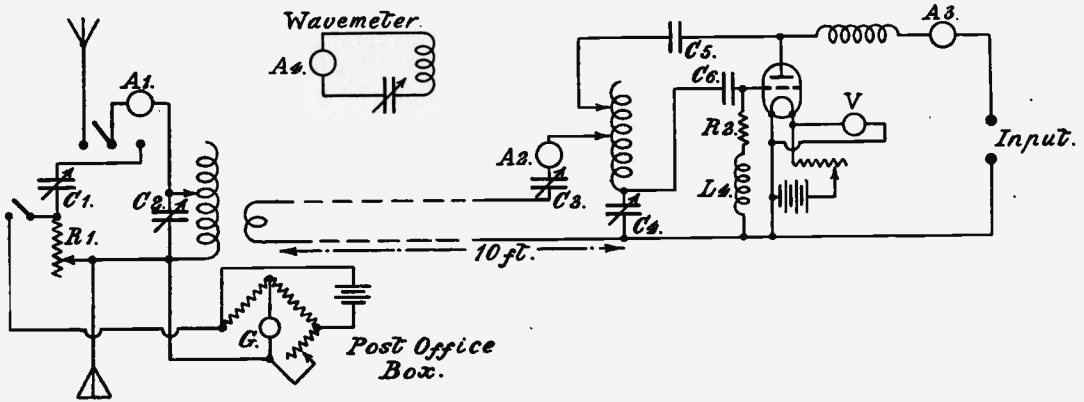 Wavemeter.
A4.
A1.
C1.
C2.
R1.
A2.
C3.
C4.
10 ft.
C5.
C6.
R2.
L4.
V
A3.
Input.
G.
Post Office
Box.